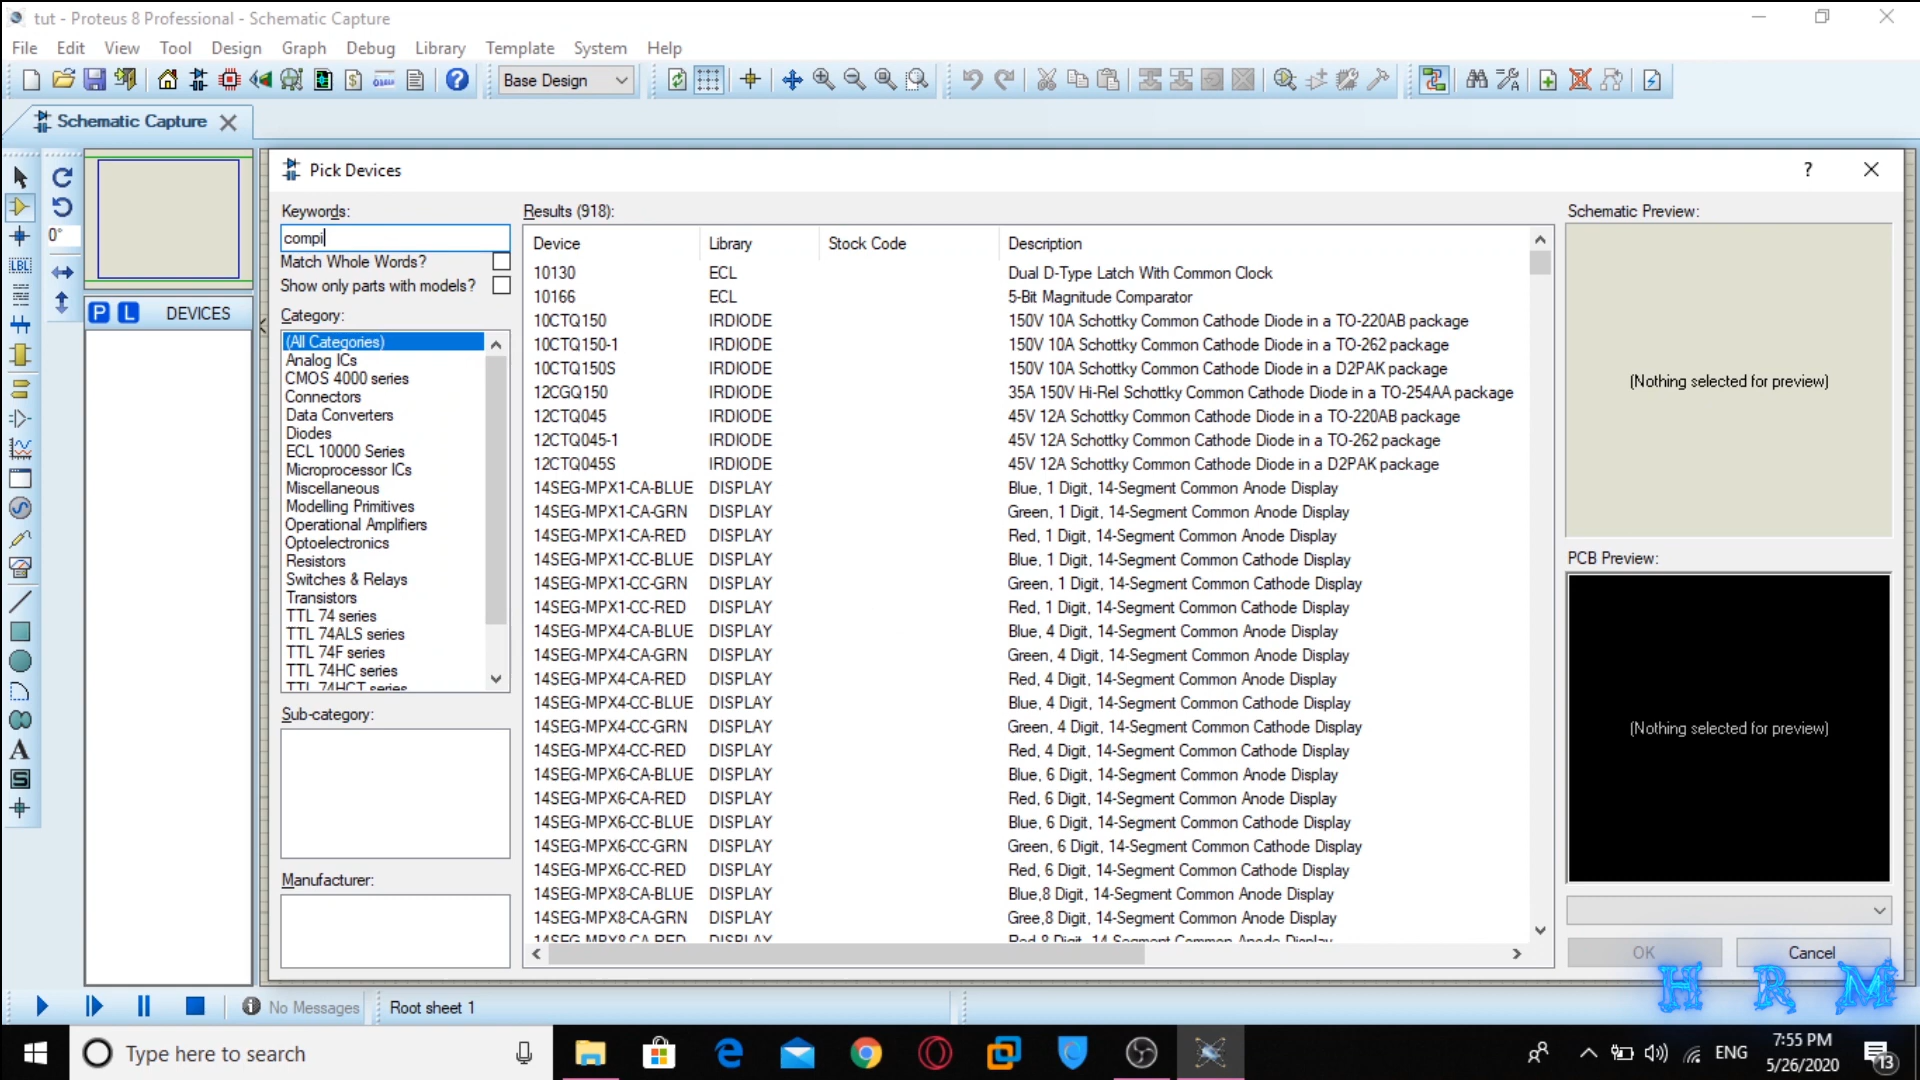 tut - Proteus 8 Professional - Schematic Capture
File Edit View Tool Design Graph Debug Library Template System Help
Base Design
Schematic Capture
Pick Devices
Keywords:
compi
Match Whole Words?
Show only parts with models?
Category:
(All Categories)
Analog ICs
CMOS 4000 series
Connectors
Data Converters
Diodes
ECL 10000 Series
Microprocessor ICs
Miscellaneous
Modelling Primitives
Operational Amplifiers
Optoelectronics
Resistors
Switches & Relays
Transistors
TTL 74 series
TTL 74ALS series
TTL 74F series
TTL 74HC series
TTL 74HCT series
Sub-category:
Manufacturer:
0°
LBL
P L DEVICES
A
S
Results (918):
Device Library Stock Code Description
10130 ECL Dual D-Type Latch With Common Clock
10166 ECL 5-Bit Magnitude Comparator
10CTQ150 IRDIODE 150V 10A Schottky Common Cathode Diode in a TO-220AB package
10CTQ150-1 IRDIODE 150V 10A Schottky Common Cathode Diode in a TO-262 package
10CTQ150S IRDIODE 150V 10A Schottky Common Cathode Diode in a D2PAK package
12CGQ150 IRDIODE 35A 150V Hi-Rel Schottky Common Cathode Diode in a TO-254AA package
12CTQ045 IRDIODE 45V 12A Schottky Common Cathode Diode in a TO-220AB package
12CTQ045-1 IRDIODE 45V 12A Schottky Common Cathode Diode in a TO-262 package
12CTQ045S IRDIODE 45V 12A Schottky Common Cathode Diode in a D2PAK package
14SEG-MPX1-CA-BLUE DISPLAY Blue, 1 Digit, 14-Segment Common Anode Display
14SEG-MPX1-CA-GRN DISPLAY Green, 1 Digit, 14-Segment Common Anode Display
14SEG-MPX1-CA-RED DISPLAY Red, 1 Digit, 14-Segment Common Anode Display
14SEG-MPX1-CC-BLUE DISPLAY Blue, 1 Digit, 14-Segment Common Cathode Display
14SEG-MPX1-CC-GRN DISPLAY Green, 1 Digit, 14-Segment Common Cathode Display
14SEG-MPX1-CC-RED DISPLAY Red, 1 Digit, 14-Segment Common Cathode Display
14SEG-MPX4-CA-BLUE DISPLAY Blue, 4 Digit, 14-Segment Common Anode Display
14SEG-MPX4-CA-GRN DISPLAY Green, 4 Digit, 14-Segment Common Anode Display
14SEG-MPX4-CA-RED DISPLAY Red, 4 Digit, 14-Segment Common Anode Display
14SEG-MPX4-CC-BLUE DISPLAY Blue, 4 Digit, 14-Segment Common Cathode Display
14SEG-MPX4-CC-GRN DISPLAY Green, 4 Digit, 14-Segment Common Cathode Display
14SEG-MPX4-CC-RED DISPLAY Red, 4 Digit, 14-Segment Common Cathode Display
14SEG-MPX6-CA-BLUE DISPLAY Blue, 6 Digit, 14-Segment Common Anode Display
14SEG-MPX6-CA-RED DISPLAY Red, 6 Digit, 14-Segment Common Anode Display
14SEG-MPX6-CC-BLUE DISPLAY Blue, 6 Digit, 14-Segment Common Cathode Display
14SEG-MPX6-CC-GRN DISPLAY Green, 6 Digit, 14-Segment Common Cathode Display
14SEG-MPX6-CC-RED DISPLAY Red, 6 Digit, 14-Segment Common Cathode Display
14SEG-MPX8-CA-BLUE DISPLAY Blue,8 Digit, 14-Segment Common Anode Display
14SEG-MPX8-CA-GRN DISPLAY Gree,8 Digit, 14-Segment Common Anode Display
14SEG-MPX8-CA-RED DISPLAY Red,8 Digit, 14-Segment Common Anode Display
Schematic Preview:
(Nothing selected for preview)
PCB Preview:
(Nothing selected for preview)
OK Cancel
H R M
No Messages Root sheet 1
Type here to search
ENG
7:55 PM
5/26/2020
13